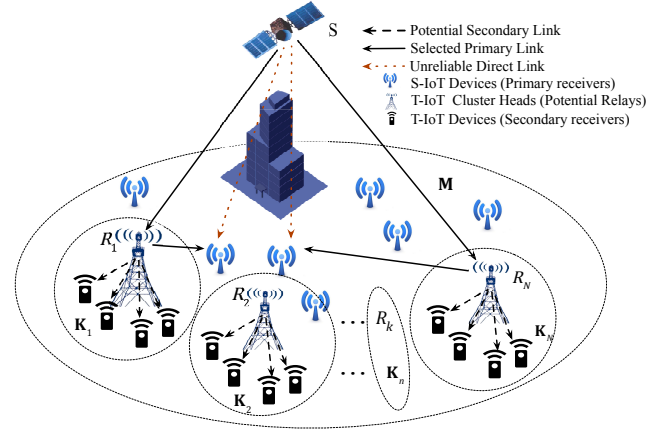 S
Potential Secondary Link
Selected Primary Link
Unreliable Direct Link
S-IoT Devices (Primary receivers)
T-IoT Cluster Heads (Potential Relays)
T-IoT Devices (Secondary receivers)
M
R1
RN
R2
Rk
K1
K2
Kn
KN
...
...